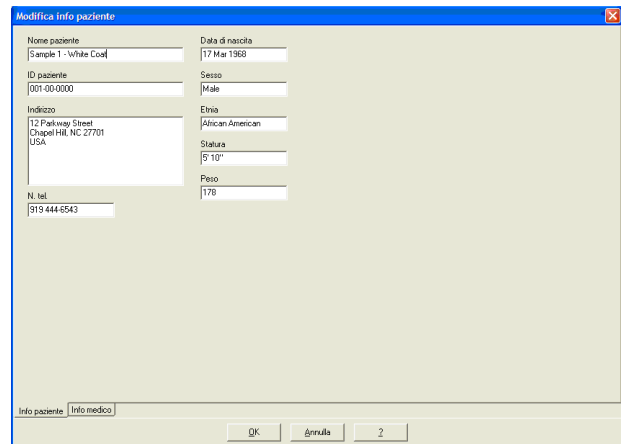 Modifica info paziente
Nome paziente
Sample 1 - White Coat
Data di nascita
17 Mar 1968
ID paziente
001-00-0000
Sesso
Male
Indirizzo
12 Parkway Street
Chapel Hill, NC 27701
USA
Etnia
African American
Statura
5' 10"
Peso
178
N. tel.
919 444-6543
Info paziente
Info medico
OK
Annulla
?